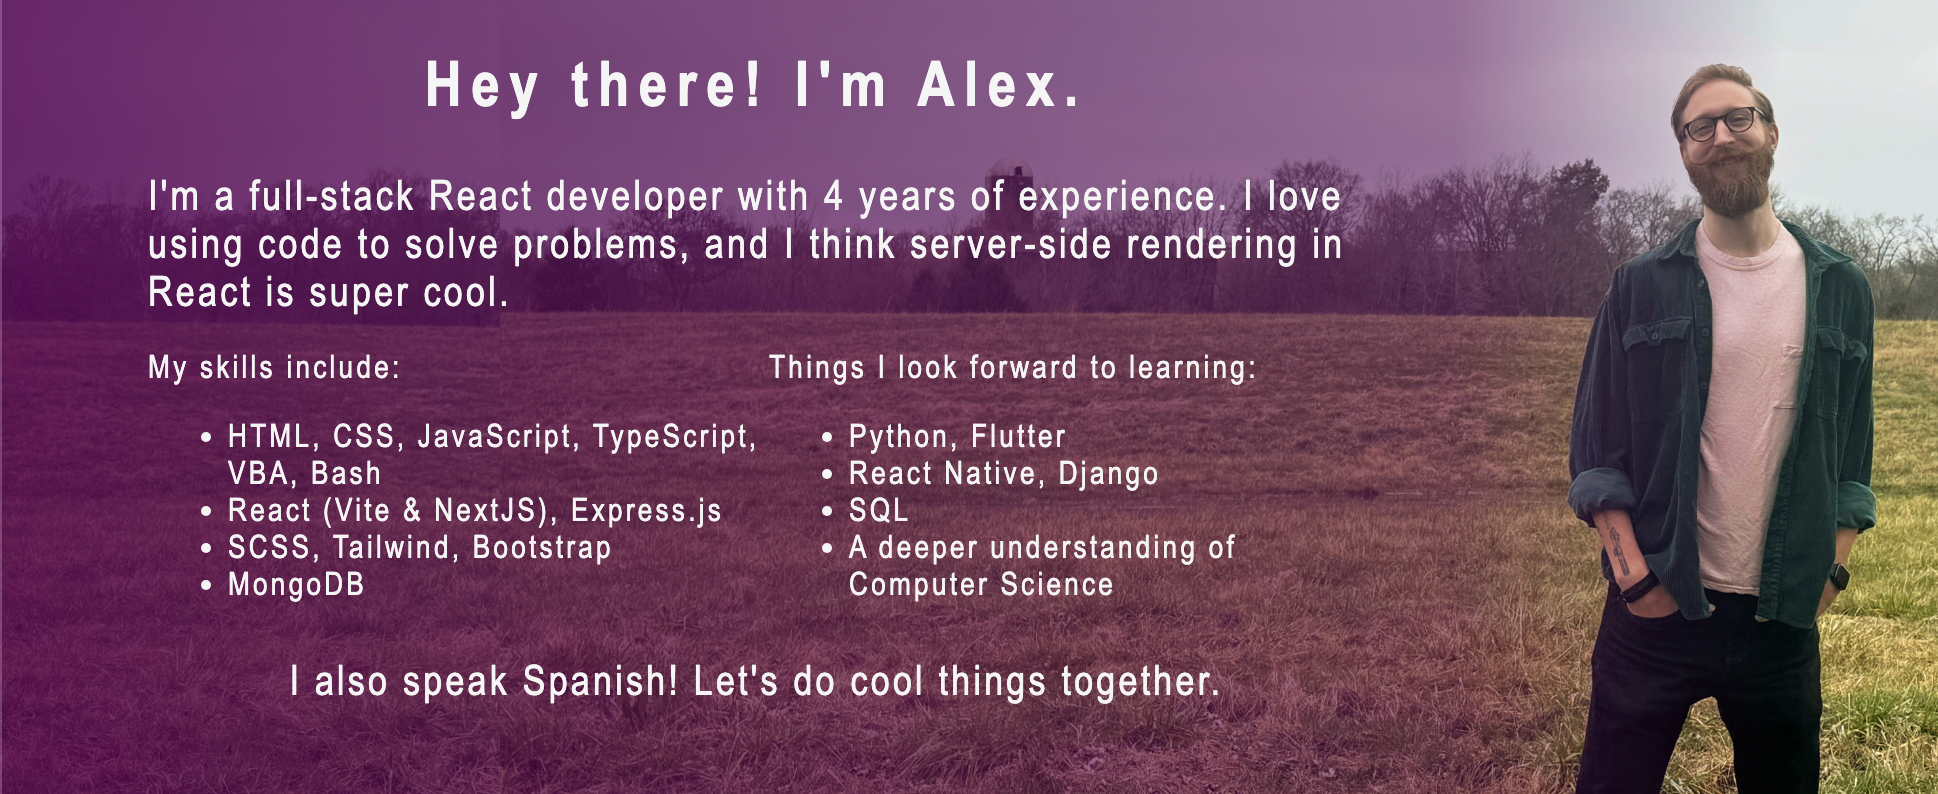 Hey there! I'm Alex.
I'm a full-stack React developer with 4 years of experience. I love
using code to solve problems, and I think server-side rendering in
React is super cool.
My skills include:
• HTML, CSS, JavaScript, TypeScript,
VBA, Bash
• React (Vite & NextJS), Express.js
• SCSS, Tailwind, Bootstrap
• MongoDB
Things I look forward to learning:
• Python, Flutter
• React Native, Django
• SQL
• A deeper understanding of
Computer Science
I also speak Spanish! Let's do cool things together.